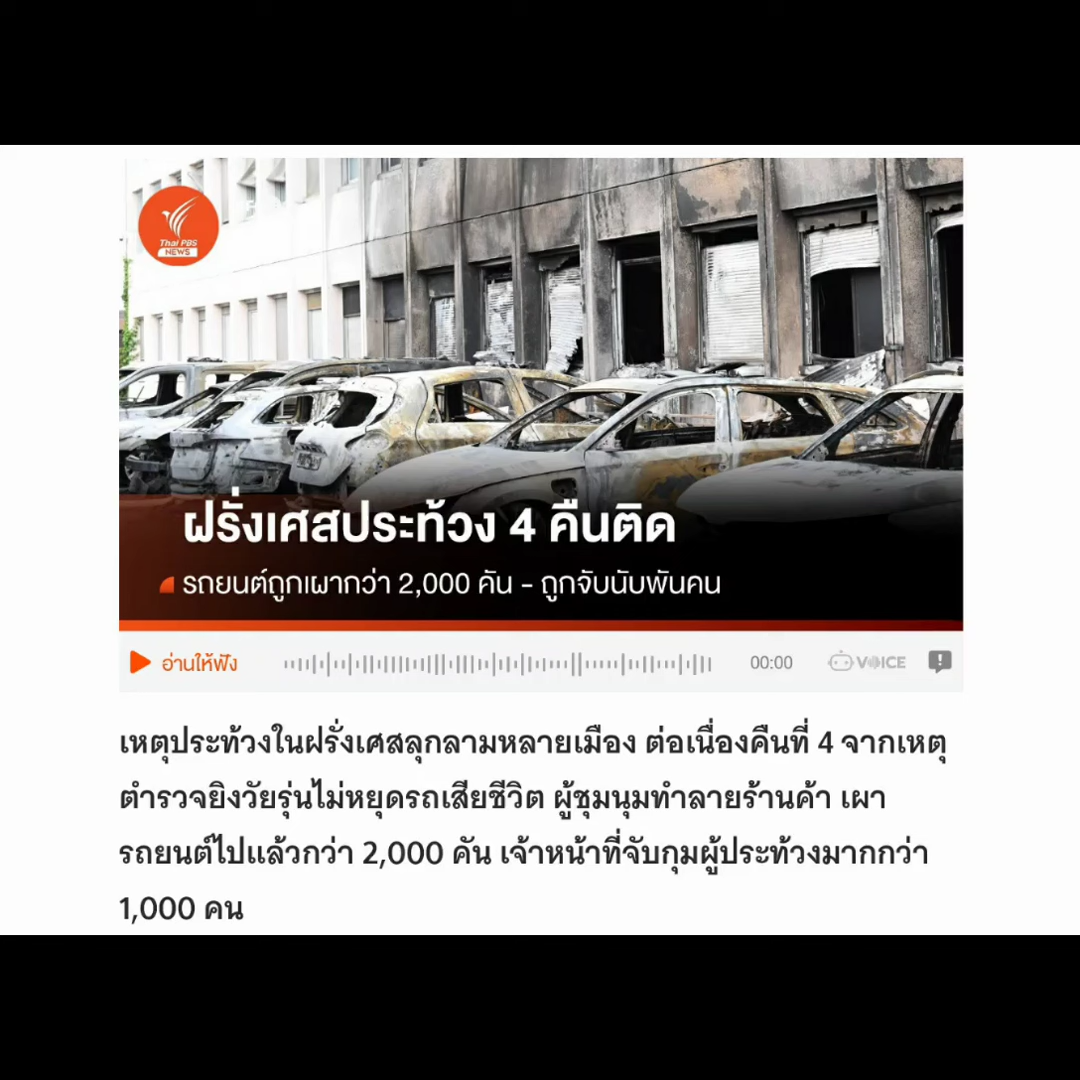 Thai PBS
NEWS
ฝรั่งเศสประท้วง 4 คืนติด
รถยนต์ถูกเผากว่า 2,000 คัน - ถูกจับนับพันคน
อ่านให้ฟัง 00:00 VOICE
เหตุประท้วงในฝรั่งเศสลุกลามหลายเมือง ต่อเนื่องคืนที่ 4 จากเหตุ
ตำรวจยิงวัยรุ่นไม่หยุดรถเสียชีวิต ผู้ชุมนุมทำลายร้านค้า เผา
รถยนต์ไปแล้วกว่า 2,000 คัน เจ้าหน้าที่จับกุมผู้ประท้วงมากกว่า
1,000 คน